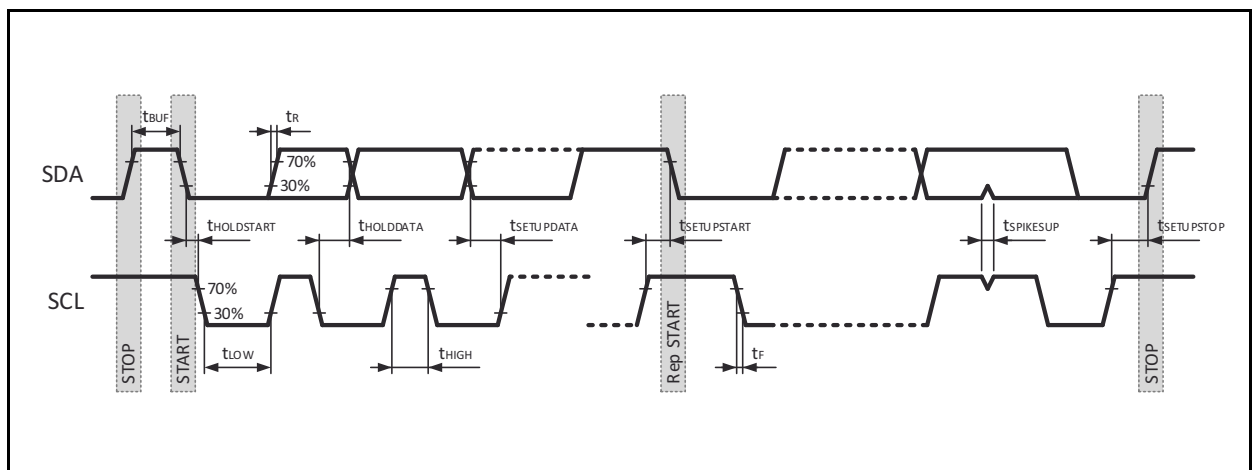 tBUF
tR
SDA
70%
30%
tHOLDSTART
tHOLDDATA
tSETUPDATA
tSETUPSTART
tSPIKESUP
tSETUPSTOP
SCL
70%
30%
tLOW
tHIGH
tF
STOP
START
Rep START
STOP